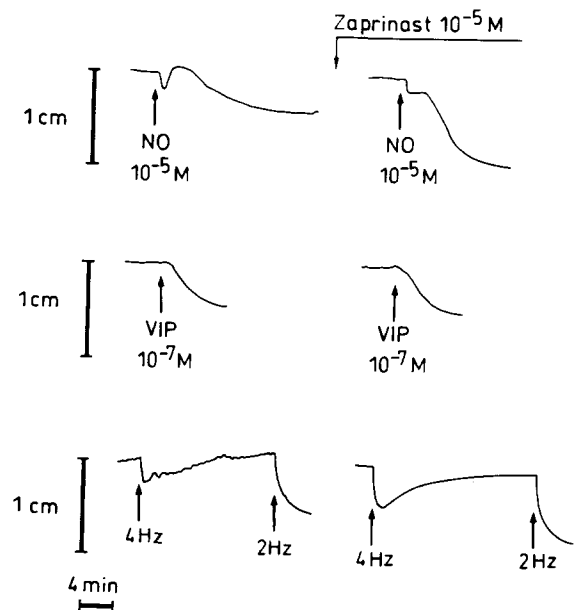 Zaprinast 10⁻⁵ M
1 cm
NO
10⁻⁵ M
NO
10⁻⁵ M
1 cm
VIP
10⁻⁷ M
VIP
10⁻⁷ M
1 cm
4 Hz
2 Hz
4 Hz
2 Hz
4 min